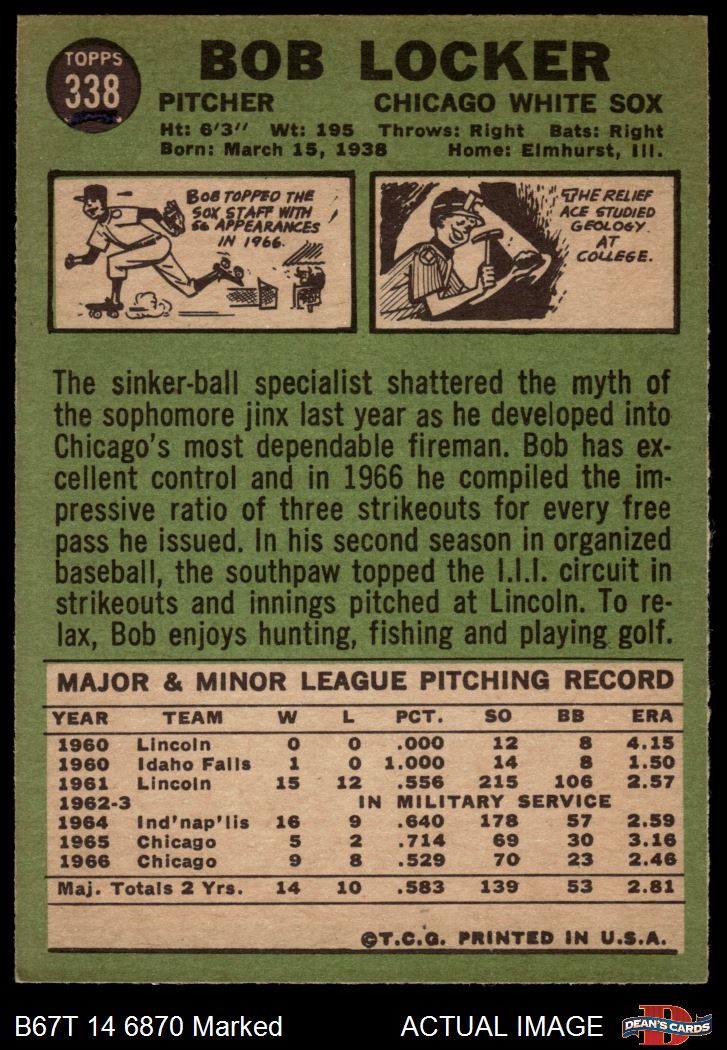 TOPPS
338
BOB LOCKER
PITCHER CHICAGO WHITE SOX
Ht: 6'3" Wt: 195 Throws: Right Bats: Right
Born: March 15, 1938 Home: Elmhurst, Ill.
BOB TOPPED THE
SOX STAFF WITH
56 APPEARANCES
IN 1966.
THE RELIEF
ACE STUDIED
GEOLOGY
AT
COLLEGE.
The sinker-ball specialist shattered the myth of
the sophomore jinx last year as he developed into
Chicago's most dependable fireman. Bob has ex-
cellent control and in 1966 he compiled the im-
pressive ratio of three strikeouts for every free
pass he issued. In his second season in organized
baseball, the southpaw topped the I.I.I. circuit in
strikeouts and innings pitched at Lincoln. To re-
lax, Bob enjoys hunting, fishing and playing golf.
MAJOR & MINOR LEAGUE PITCHING RECORD
YEAR TEAM W L PCT. SO BB ERA
1960 Lincoln 0 0 .000 12 8 4.15
1960 Idaho Falls 1 0 1.000 14 8 1.50
1961 Lincoln 15 12 .556 215 106 2.57
1962-3 IN MILITARY SERVICE
1964 Ind'nap'lis 16 9 .640 178 57 2.59
1965 Chicago 5 2 .714 69 30 3.16
1966 Chicago 9 8 .529 70 23 2.46
Maj. Totals 2 Yrs. 14 10 .583 139 53 2.81
©T.C.G. PRINTED IN U.S.A.
B67T 14 6870 Marked ACTUAL IMAGE
D
DEAN'S CARDS